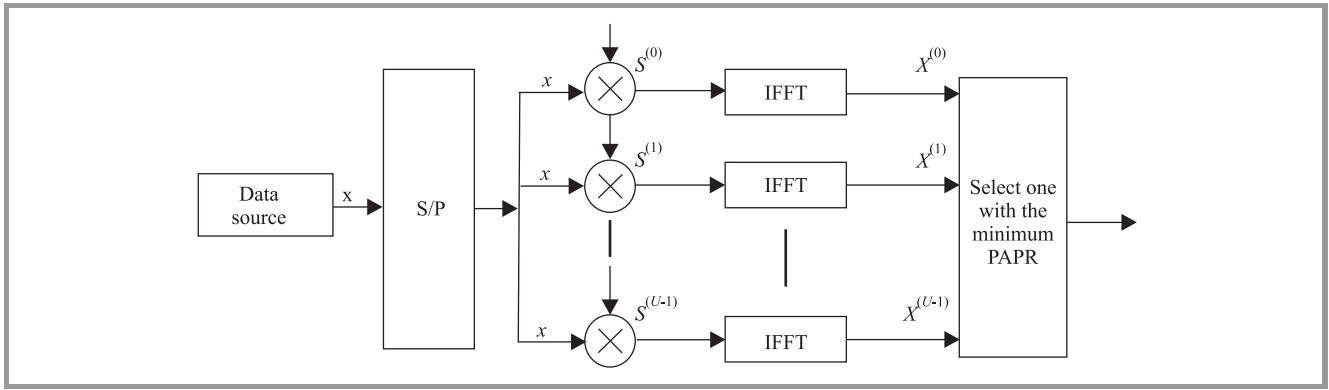 S^(0)
X^(0)
x
IFFT
S^(1)
X^(1)
x
IFFT
Data
source
x
S/P
Select one
with the
minimum
PAPR
S^(U-1)
X^(U-1)
x
IFFT